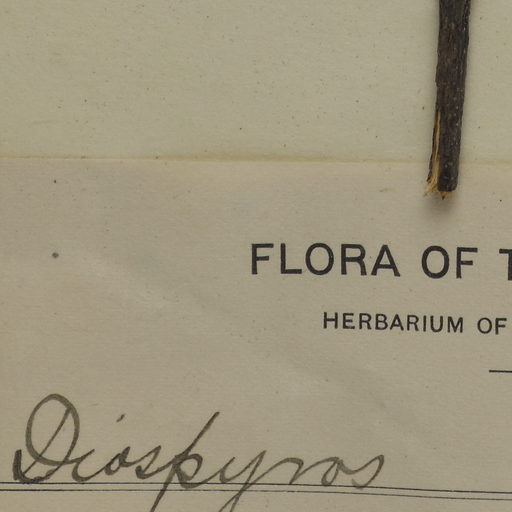 FLORA OF T
HERBARIUM OF
Diospyros